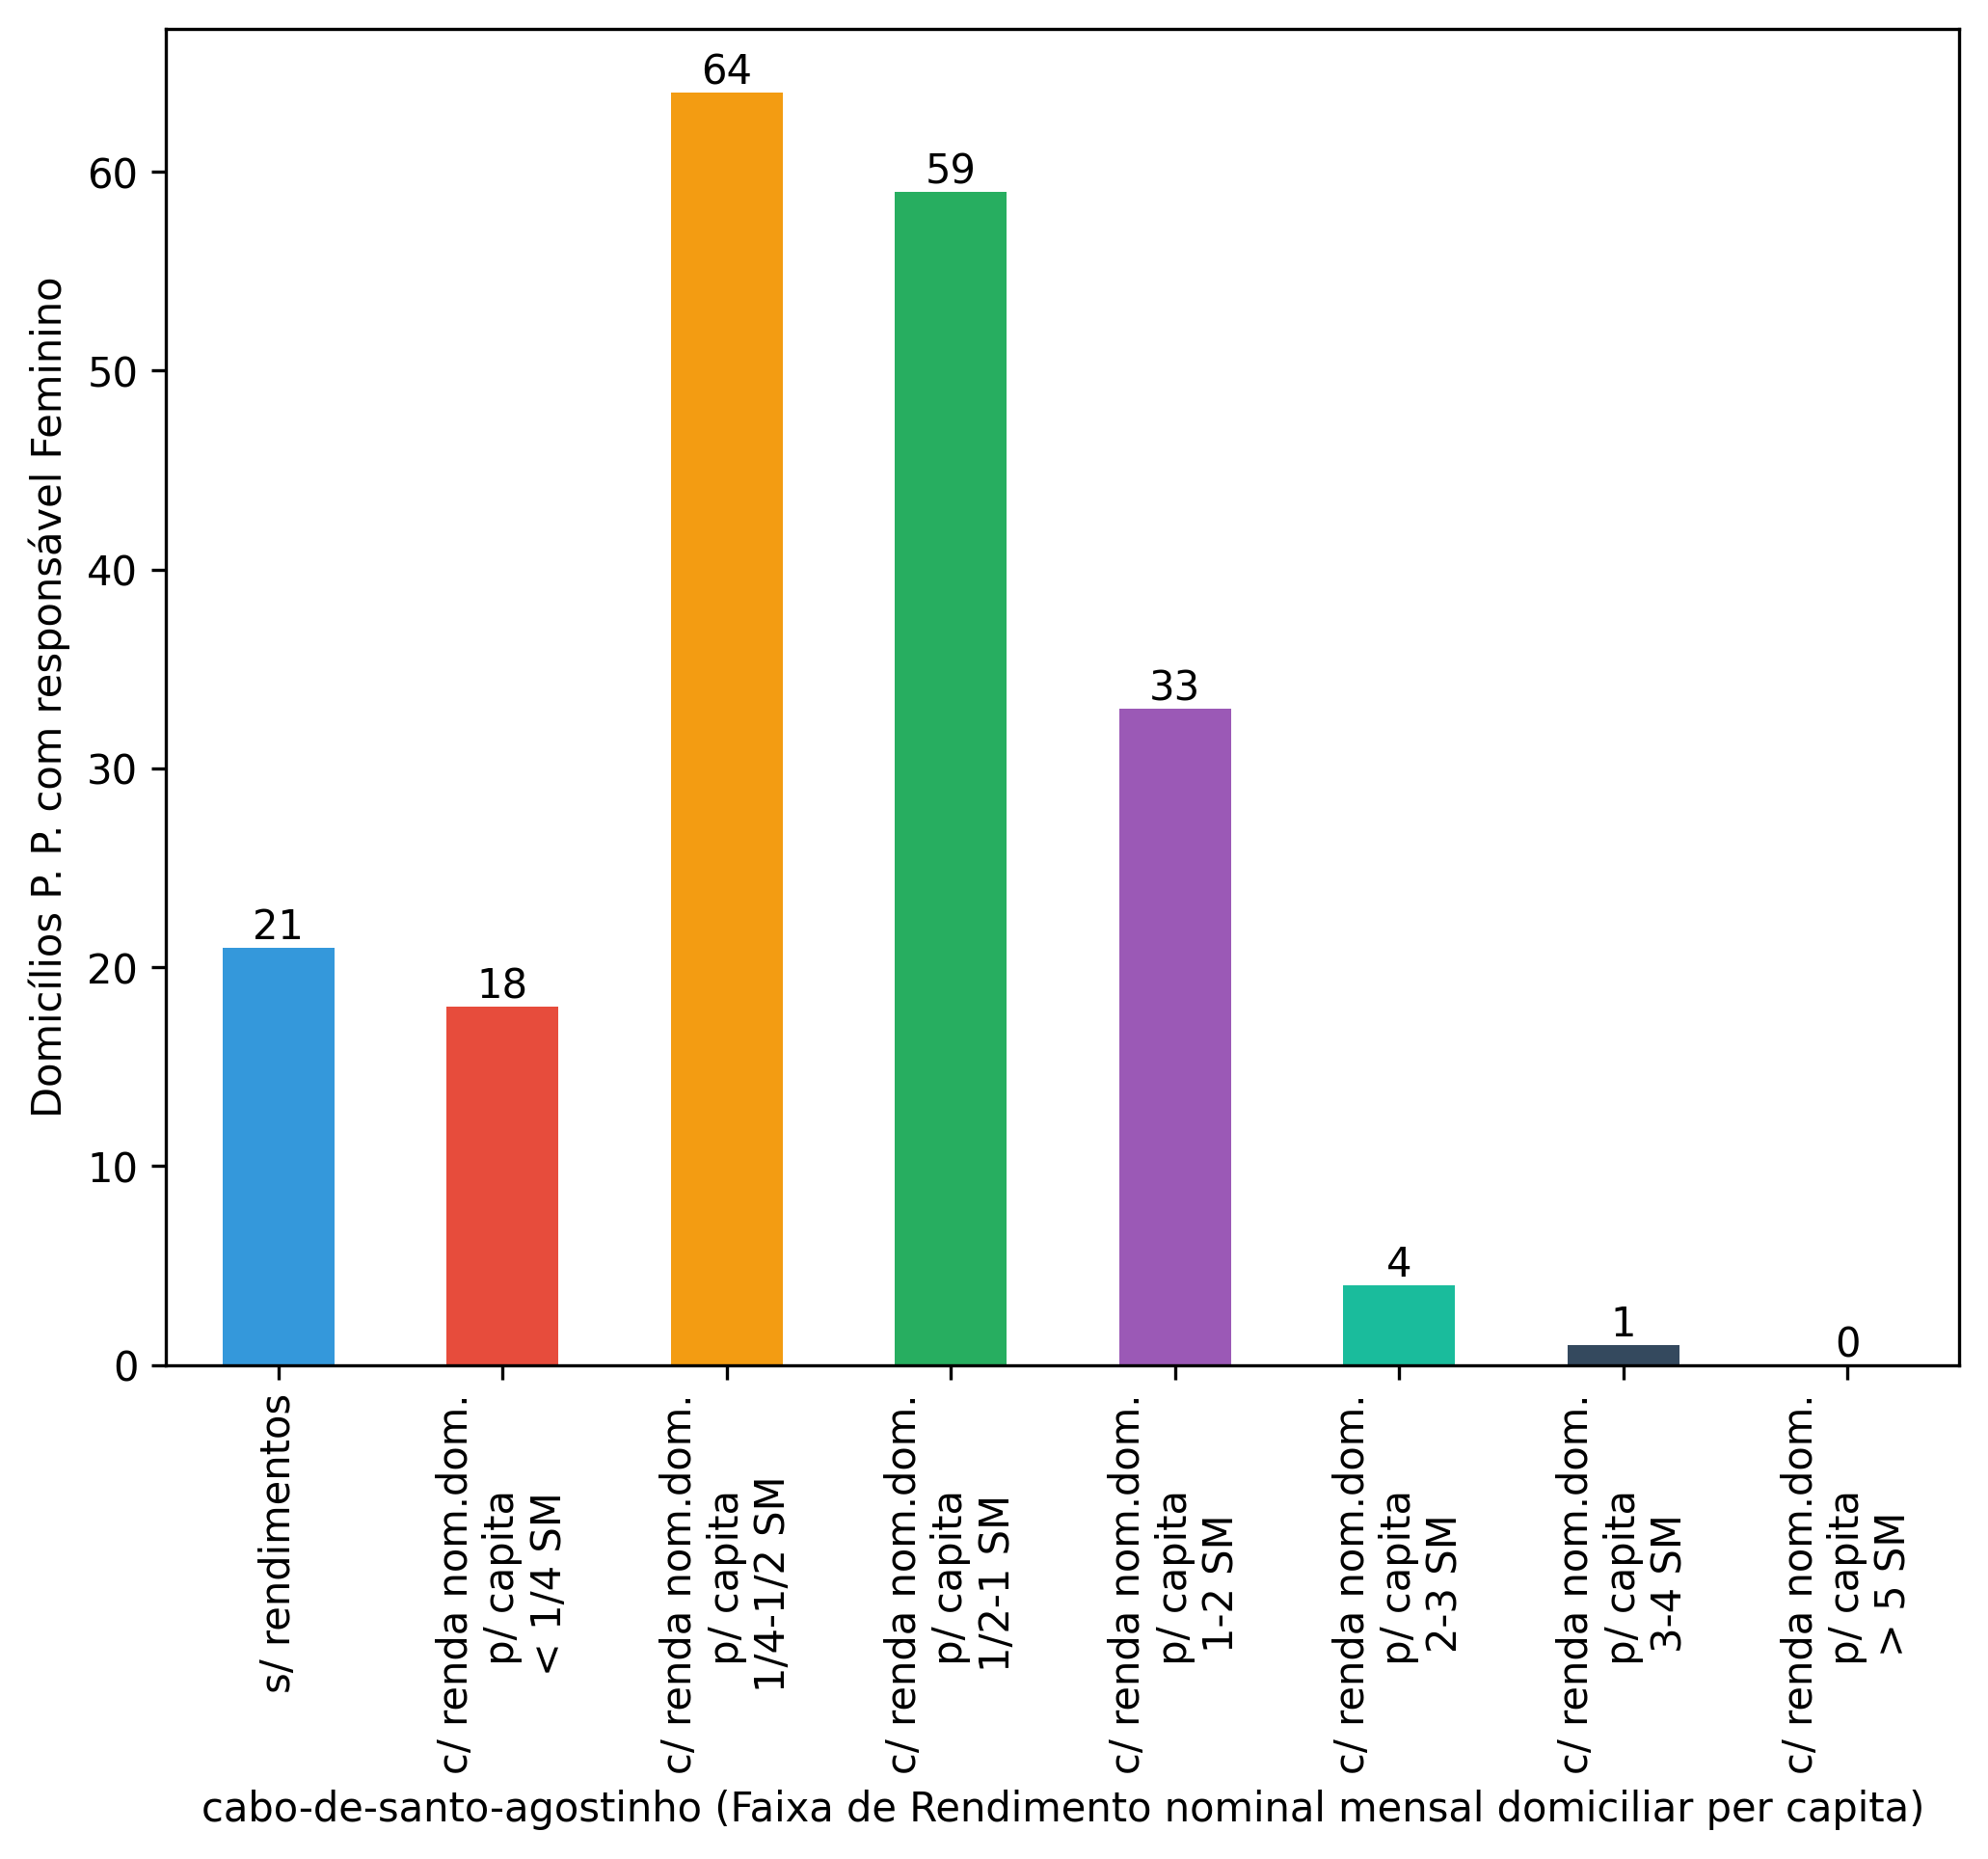 64
59
33
21
18
4
1
0
60
50
40
30
20
10
0
Domicílios P. P. com responsável Feminino
s/ rendimentos
c/ renda nom.dom.
p/ capita
< 1/4 SM
c/ renda nom.dom.
p/ capita
1/4-1/2 SM
c/ renda nom.dom.
p/ capita
1/2-1 SM
c/ renda nom.dom.
p/ capita
1-2 SM
c/ renda nom.dom.
p/ capita
2-3 SM
c/ renda nom.dom.
p/ capita
3-4 SM
c/ renda nom.dom.
p/ capita
> 5 SM
cabo-de-santo-agostinho (Faixa de Rendimento nominal mensal domiciliar per capita)